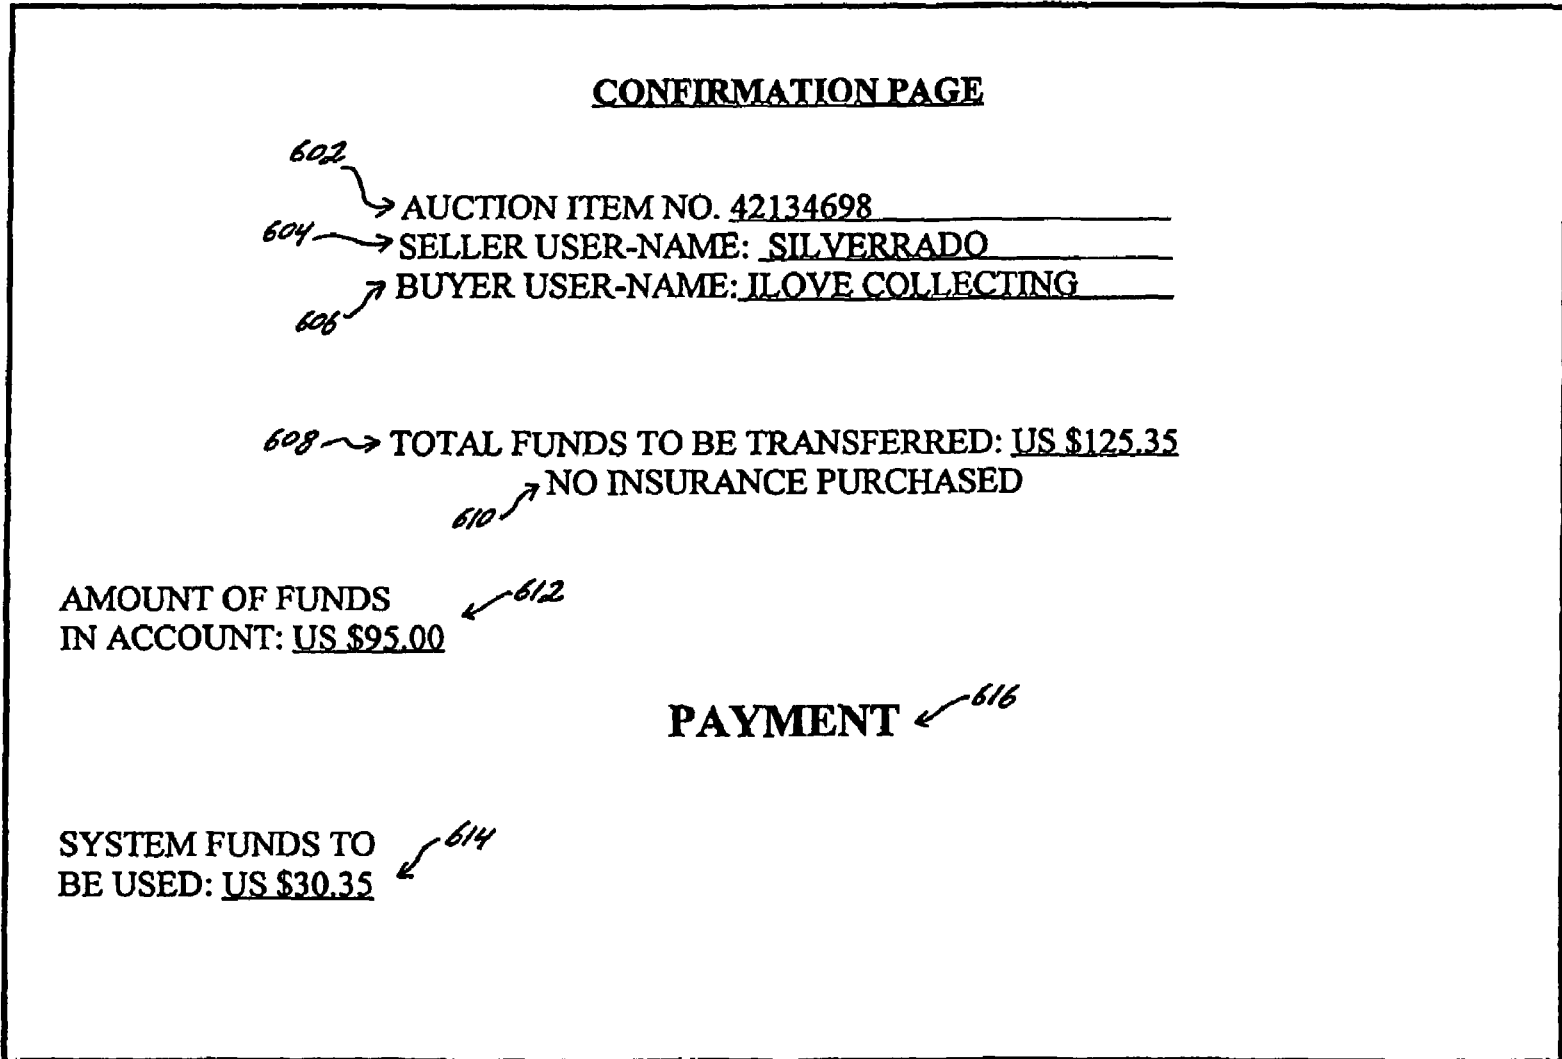 CONFIRMATION PAGE
602
AUCTION ITEM NO. 42134698
604 SELLER USER-NAME: SILVERRADO
BUYER USER-NAME: ILOVE COLLECTING
606
608 TOTAL FUNDS TO BE TRANSFERRED: US $125.35
NO INSURANCE PURCHASED
610
AMOUNT OF FUNDS 612
IN ACCOUNT: US $95.00
PAYMENT 616
SYSTEM FUNDS TO 614
BE USED: US $30.35